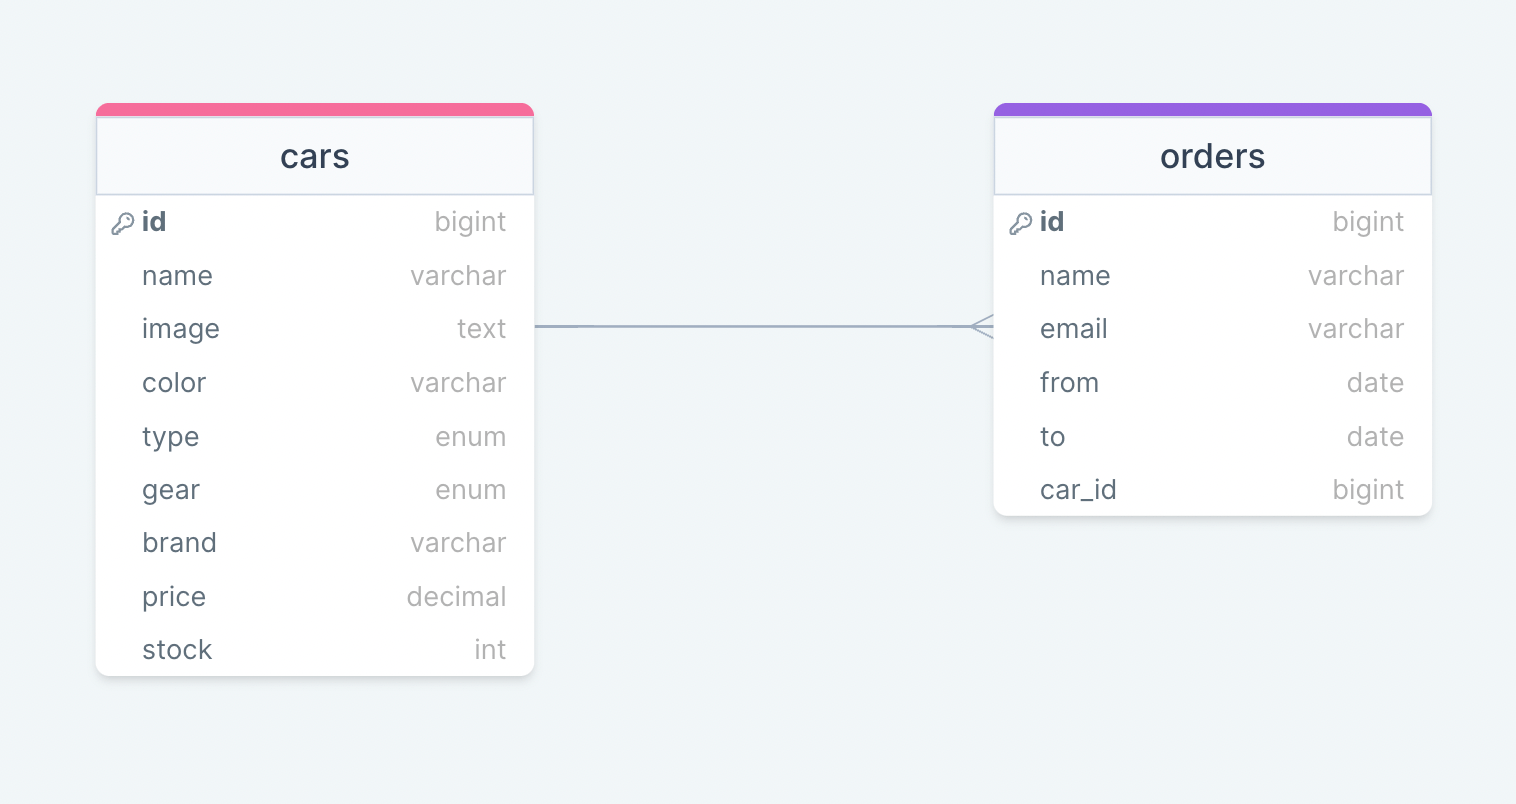 cars
id bigint
name varchar
image text
color varchar
type enum
gear enum
brand varchar
price decimal
stock int
orders
id bigint
name varchar
email varchar
from date
to date
car_id bigint